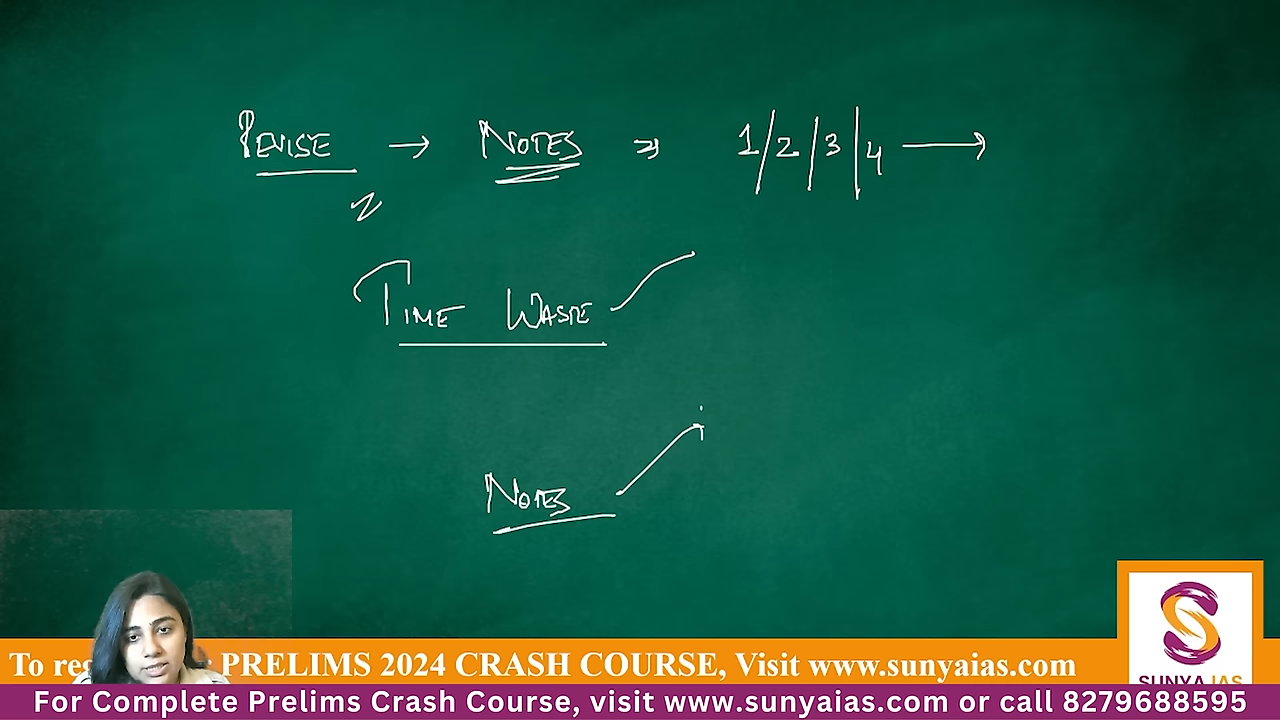 REVISE → NOTES ⇒ 1/2/3/4 →
TIME WASTE
NOTES
To reg PRELIMS 2024 CRASH COURSE, Visit www.sunyaias.com
SUNYA IAS
For Complete Prelims Crash Course, visit www.sunyaias.com or call 8279688595